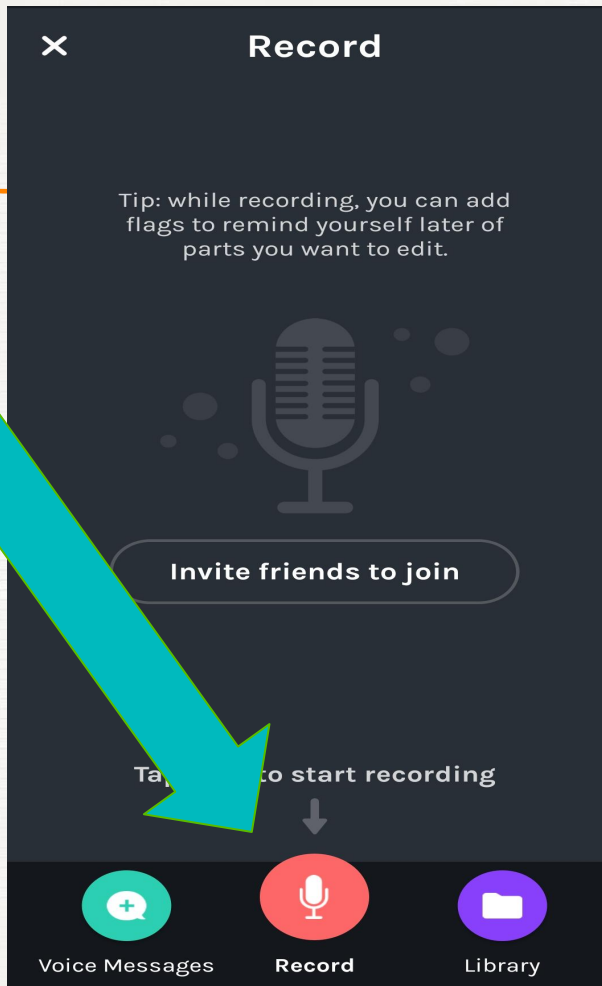 Record
Tip: while recording, you can add
flags to remind yourself later of
parts you want to edit.
Invite friends to join
to start recording
Voice Messages Record Library